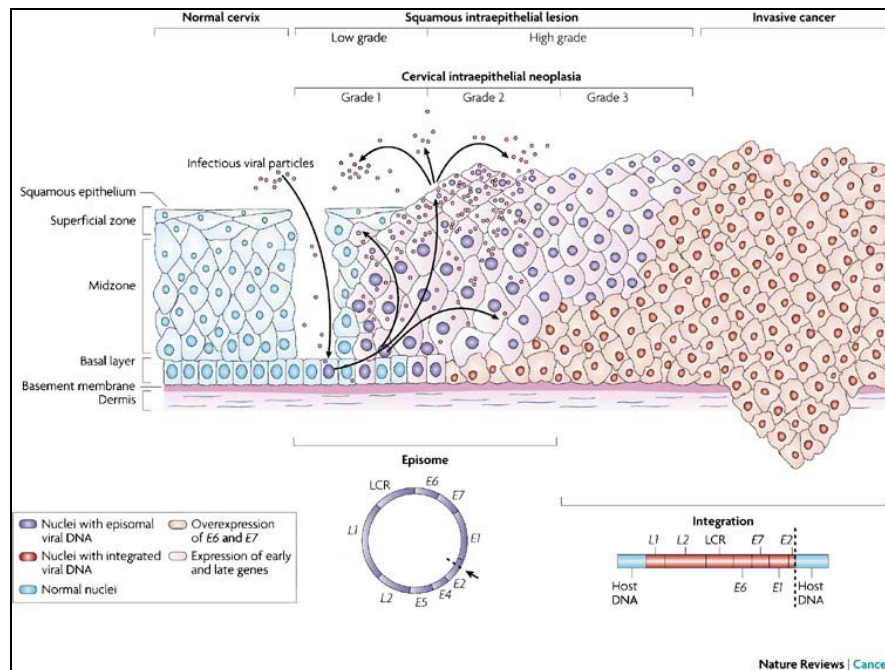 Normal cervix
Squamous intraepithelial lesion
Invasive cancer
Low grade
High grade
Cervical intraepithelial neoplasia
Grade 1
Grade 2
Grade 3
Infectious viral particles
Squamous epithelium
Superficial zone
Midzone
Basal layer
Basement membrane
Dermis
Episome
LCR
E6
E7
E1
E2
E4
E5
L2
L1
Nuclei with episomal
viral DNA
Nuclei with integrated
viral DNA
Normal nuclei
Overexpression
of E6 and E7
Expression of early
and late genes
Integration
L1
L2
LCR
E7
E2
Host
DNA
E6
E1
Host
DNA
Nature Reviews | Cance